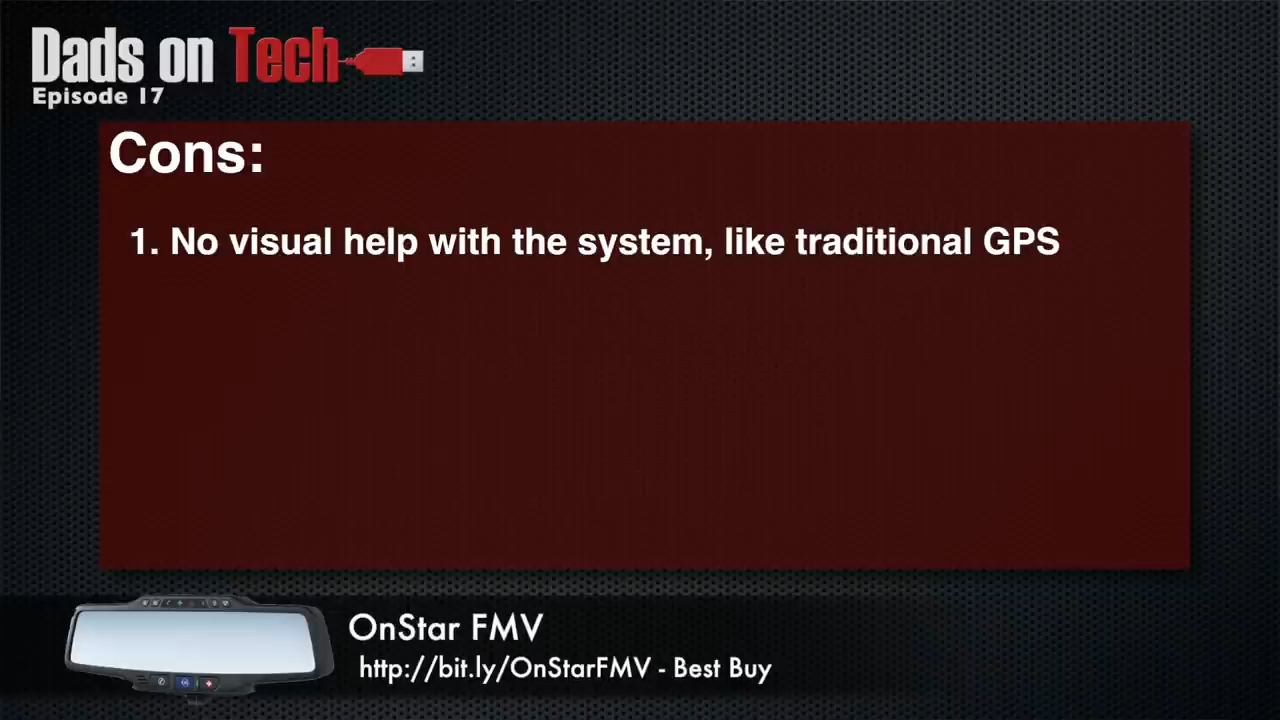 Dads on Tech
Episode 17
Cons:
1. No visual help with the system, like traditional GPS
OnStar FMV
http://bit.ly/OnStarFMV - Best Buy